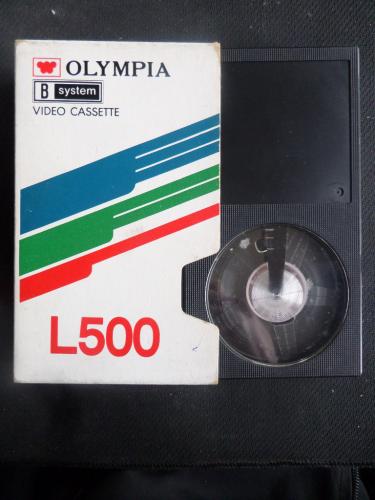 OLYMPIA
B system
VIDEO CASSETTE
L500